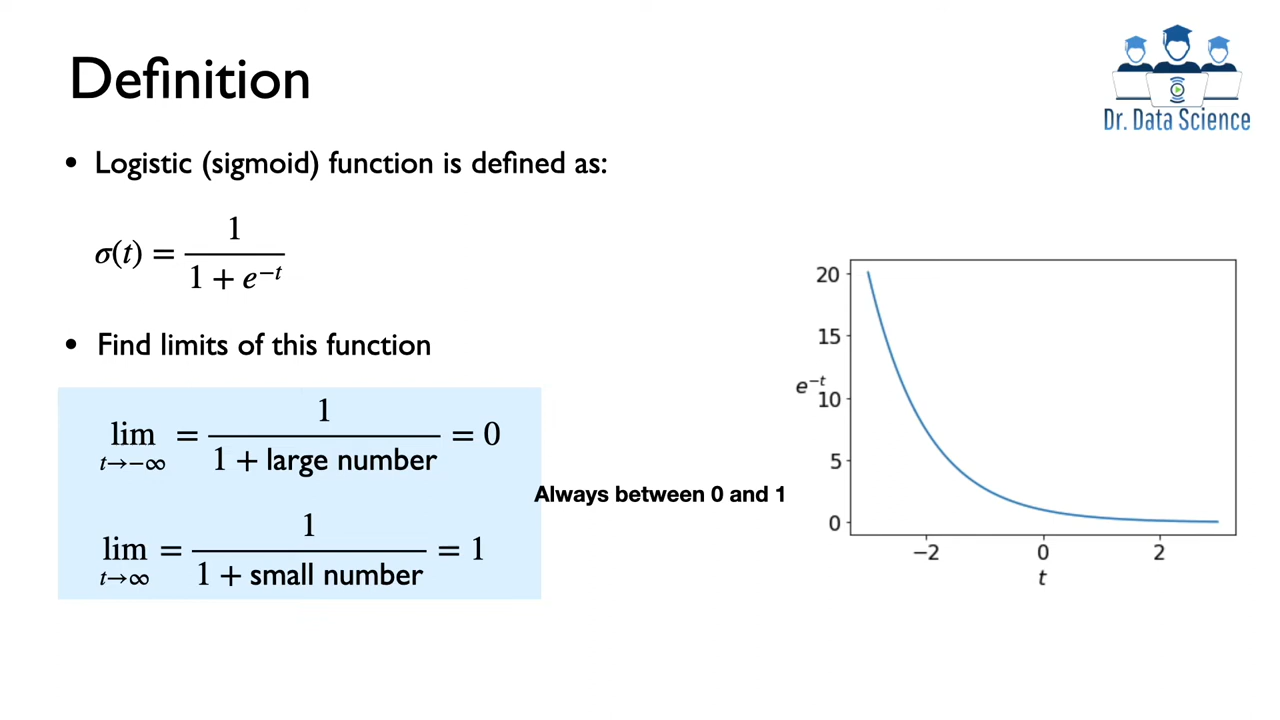 Definition
Dr. Data Science
• Logistic (sigmoid) function is defined as:
σ(t) = 1 / (1 + e^{-t})
• Find limits of this function
lim_{t→−∞} = 1 / (1 + large number) = 0
Always between 0 and 1
lim_{t→∞} = 1 / (1 + small number) = 1
20
15
e^{-t}
10
5
0
−2 0 2
t